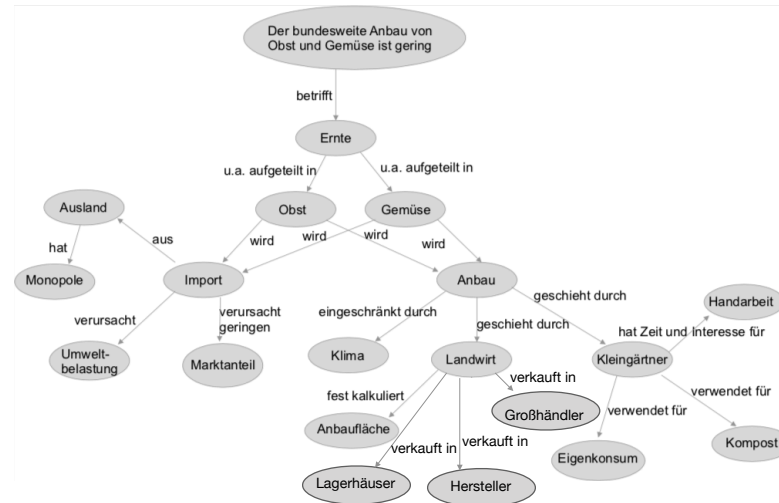 Der bundesweite Anbau von
Obst und Gemüse ist gering
betrifft
Ernte
u.a. aufgeteilt in
u.a. aufgeteilt in
Ausland
Obst
Gemüse
hat
aus
wird
wird
wird
wird
Monopole
Import
Anbau
verursacht
verursacht
geringen
eingeschränkt durch
geschieht durch
geschieht durch
Handarbeit
hat Zeit und Interesse für
Umwelt-
belastung
Marktanteil
Klima
Landwirt
Kleingärtner
fest kalkuliert
verkauft in
verwendet für
Anbaufläche
Großhändler
verwendet für
verkauft in
verkauft in
Kompost
Eigenkonsum
Lagerhäuser
Hersteller